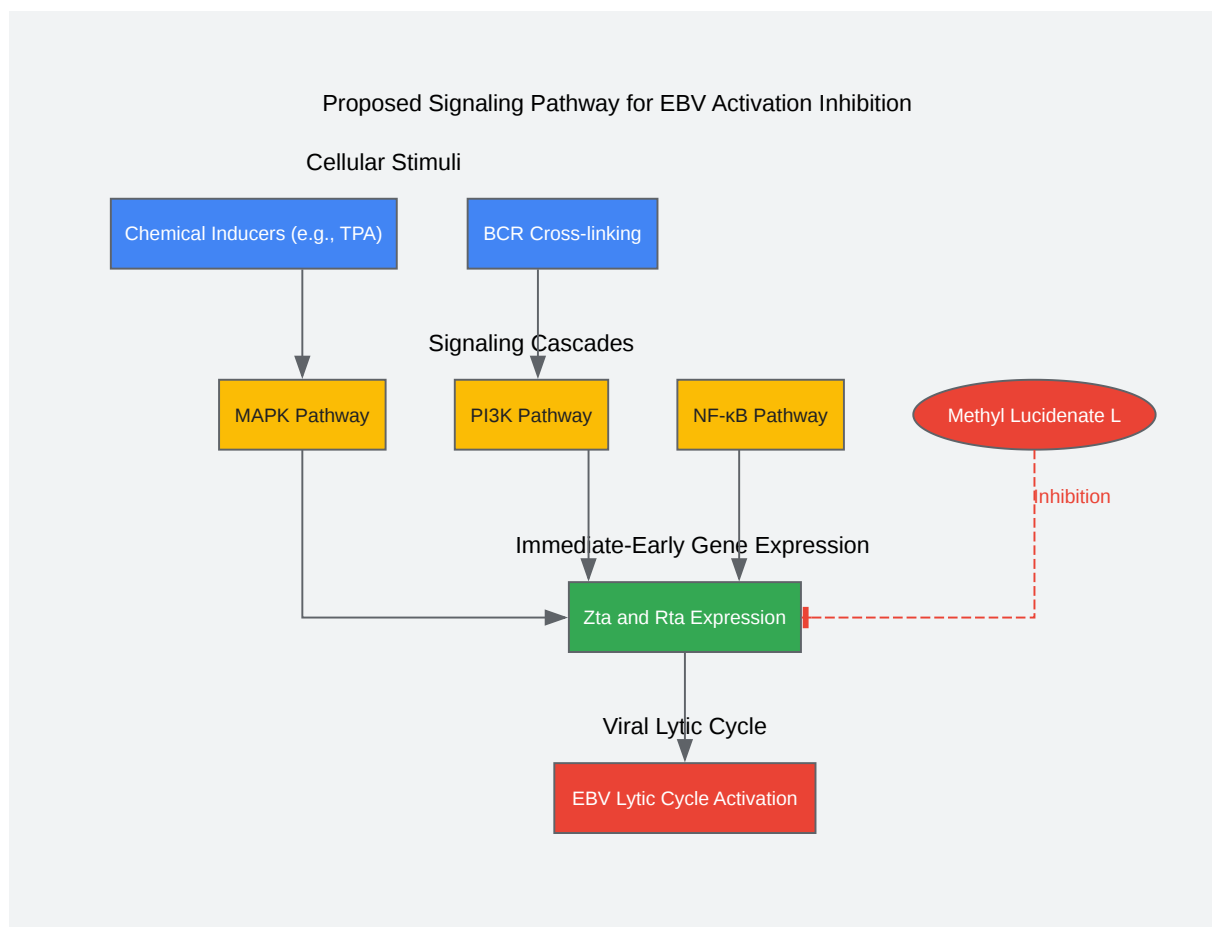 Proposed Signaling Pathway for EBV Activation Inhibition
Cellular Stimuli
Chemical Inducers (e.g., TPA)
BCR Cross-linking
Signaling Cascades
MAPK Pathway
PI3K Pathway
NF-κB Pathway
Methyl Lucidenate L
Inhibition
Immediate-Early Gene Expression
Zta and Rta Expression
Viral Lytic Cycle
EBV Lytic Cycle Activation